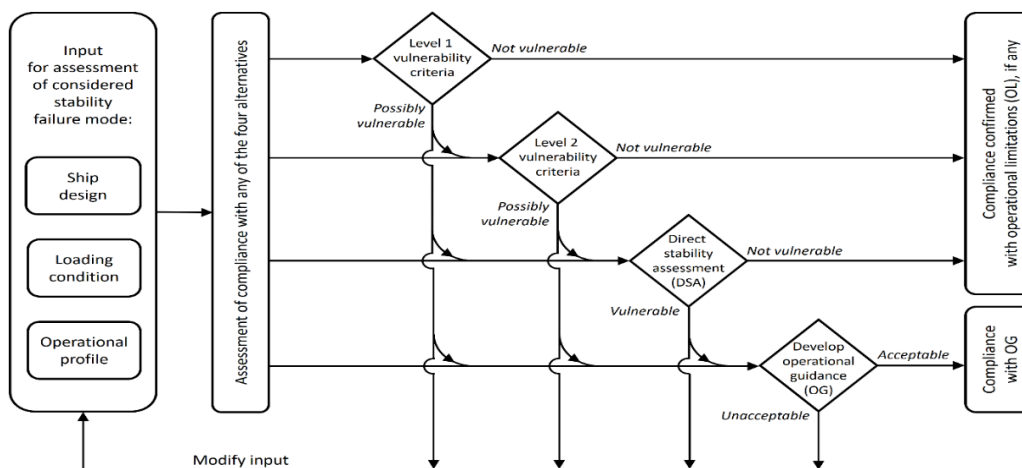 Input
for assessment
of considered
stability
failure mode:
Ship
design
Loading
condition
Operational
profile
Assessment of compliance with any of the four alternatives
Level 1
vulnerability
criteria
Not vulnerable
Possibly
vulnerable
Level 2
vulnerability
criteria
Not vulnerable
Possibly
vulnerable
Direct
stability
assessment
(DSA)
Not vulnerable
Vulnerable
Develop
operational
guidance
(OG)
Acceptable
Unacceptable
Compliance confirmed
with operational limitations (OL), if any
Compliance
with OG
Modify input